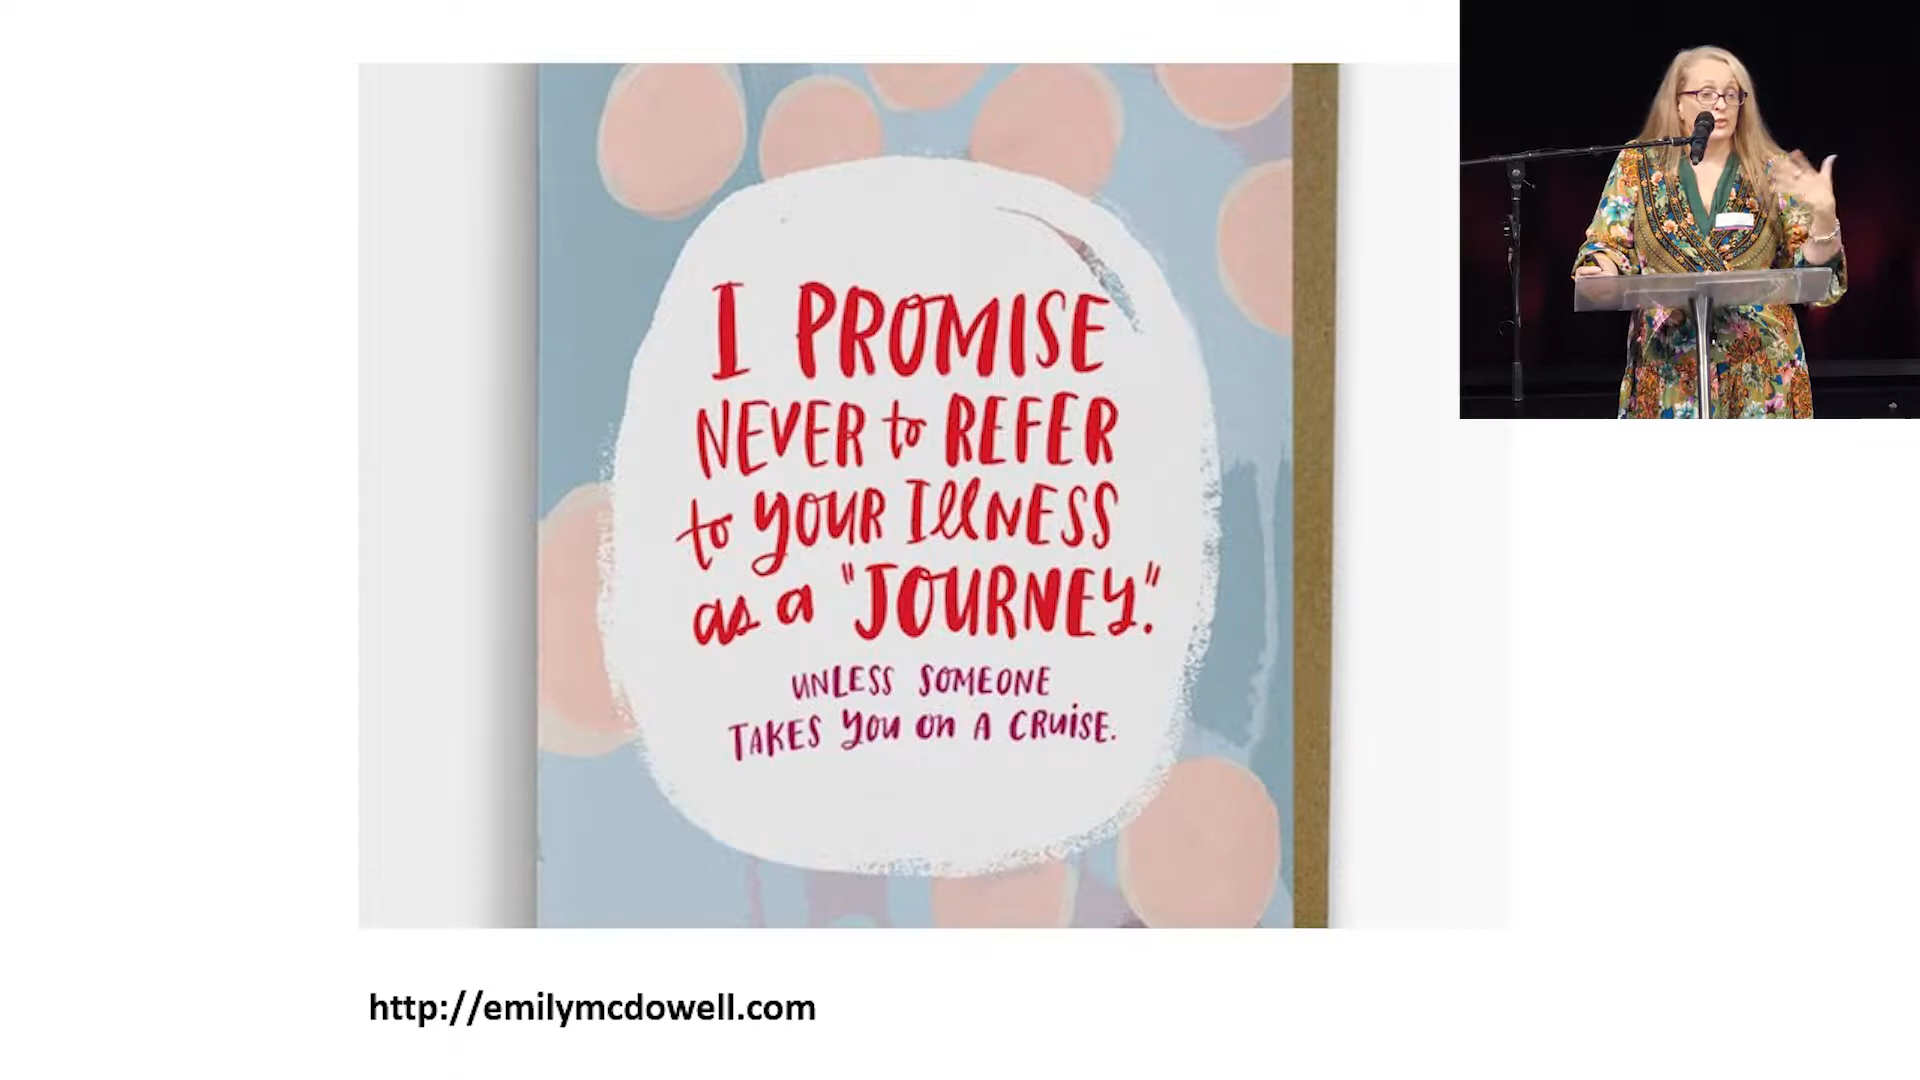 I PROMISE
NEVER to REFER
to YOUR ILLNESS
as a "JOURNEY."
UNLESS SOMEONE
TAKES YOU ON A CRUISE.
http://emilymcdowell.com